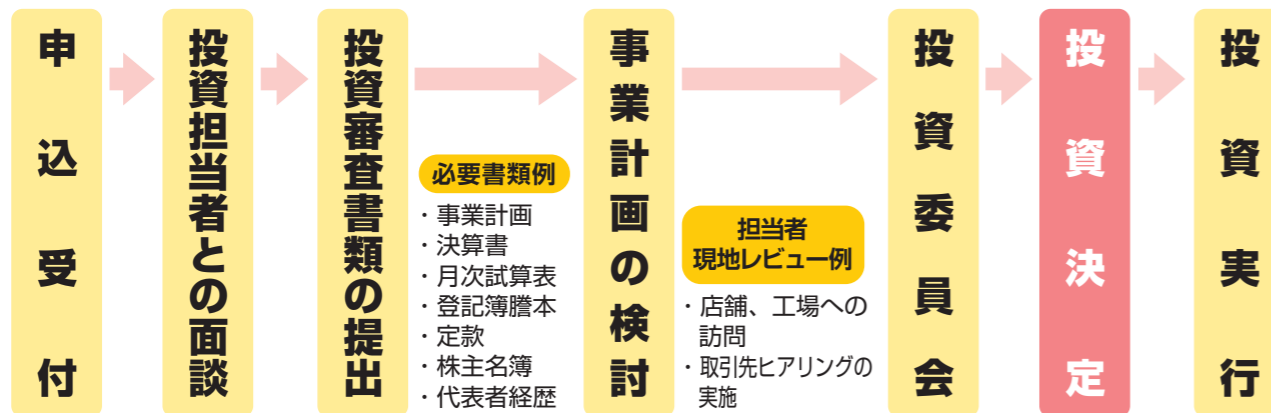 申込受付
投資担当者との面談
投資審査書類の提出
必要書類例
・事業計画
・決算書
・月次試算表
・登記簿謄本
・定款
・株主名簿
・代表者経歴
事業計画の検討
担当者
現地レビュー例
・店舗、工場への
訪問
・取引先ヒアリングの
実施
投資委員会
投資決定
投資実行